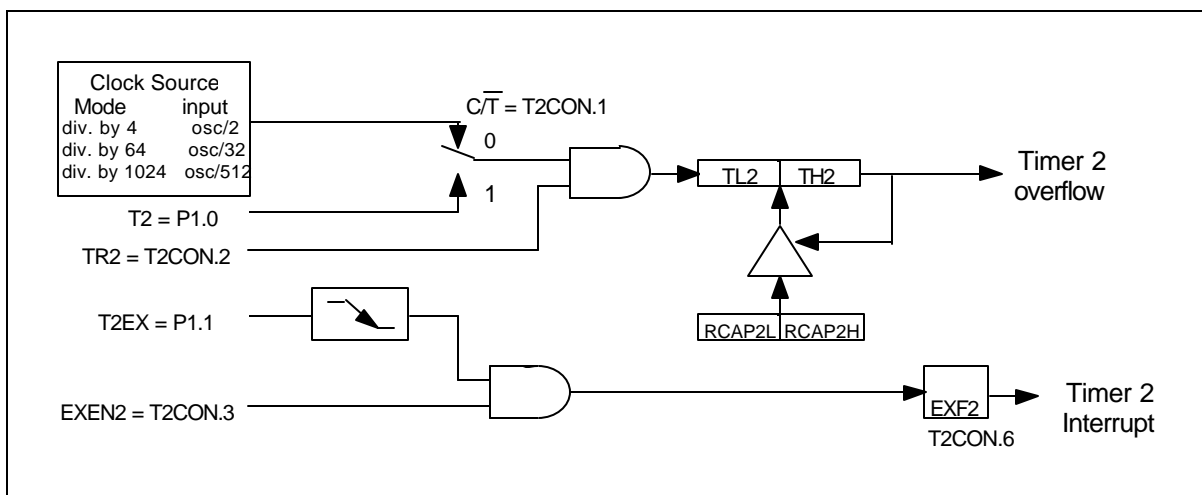 Clock Source
Mode input
div. by 4 osc/2
div. by 64 osc/32
div. by 1024 osc/512
C/T̅ = T2CON.1
0
1
T2 = P1.0
TR2 = T2CON.2
TL2 TH2
Timer 2
overflow
T2EX = P1.1
RCAP2L RCAP2H
EXEN2 = T2CON.3
EXF2
T2CON.6
Timer 2
Interrupt